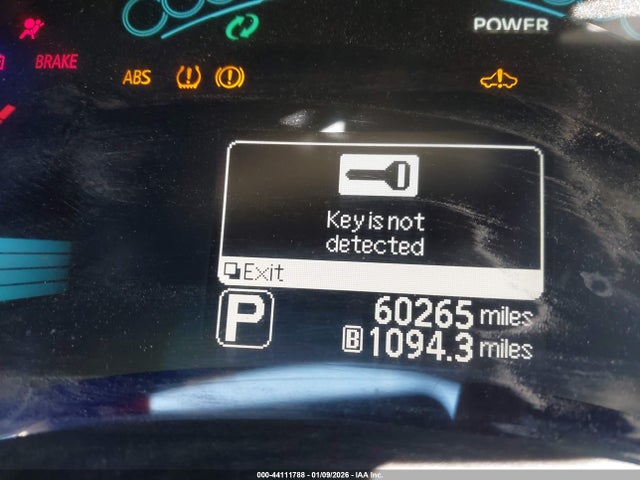 POWER
BRAKE
ABS
Key is not
detected
Exit
P
60265 miles
B 1094.3 miles
000-44111788 - 01/09/2026 - IAA Inc.